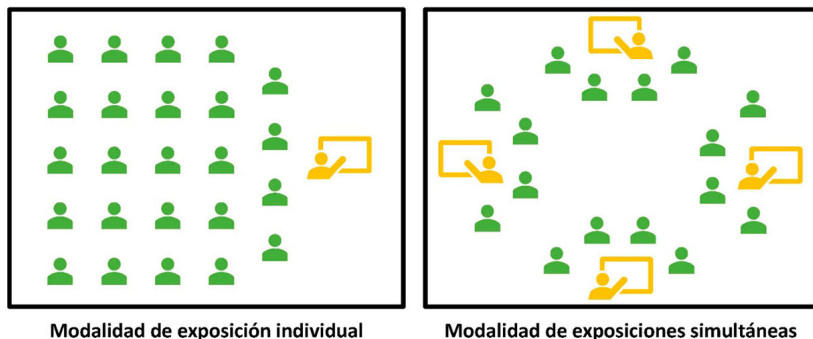 Modalidad de exposición individual
Modalidad de exposiciones simultáneas